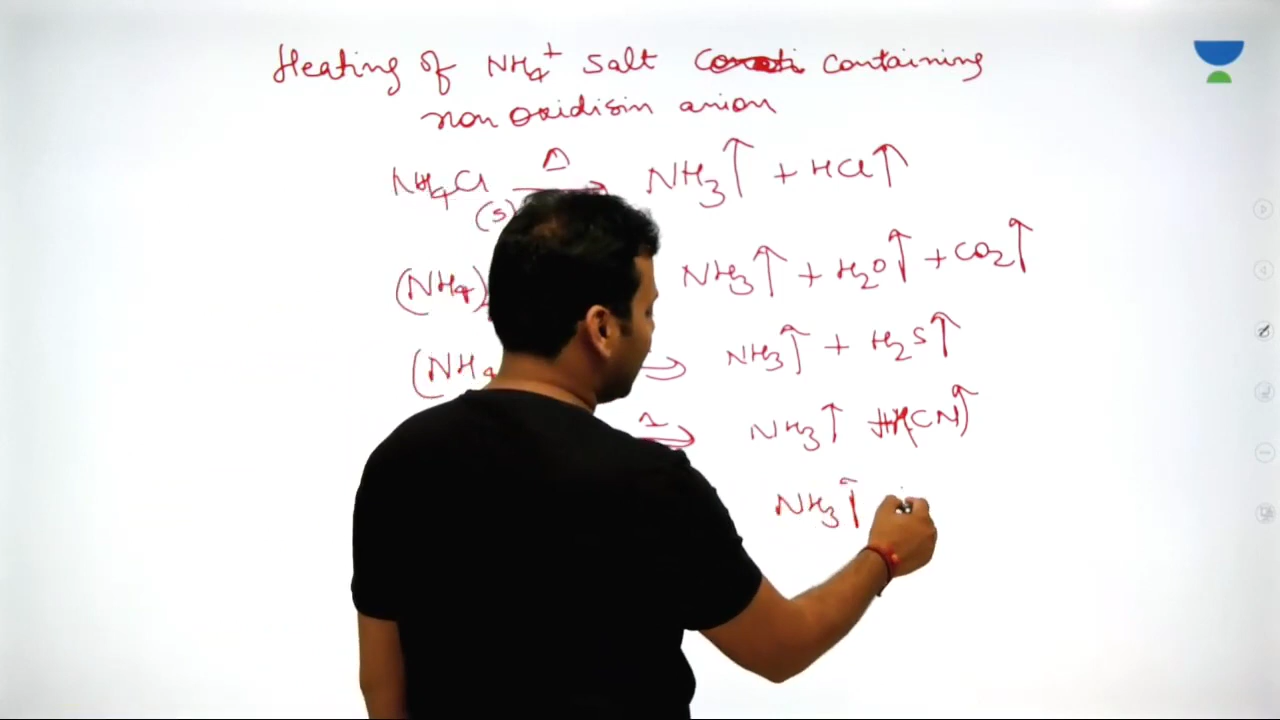 Heating of NH₄⁺ salt containing
non oxidisin anion
NH₄Cl (s) →Δ NH₃↑ + HCl↑
(NH₄)₂ NH₃↑ + H₂O↑ + CO₂↑
(NH₄ → NH₃↑ + H₂S↑
→Δ NH₃↑ + HCN↑
NH₃↑